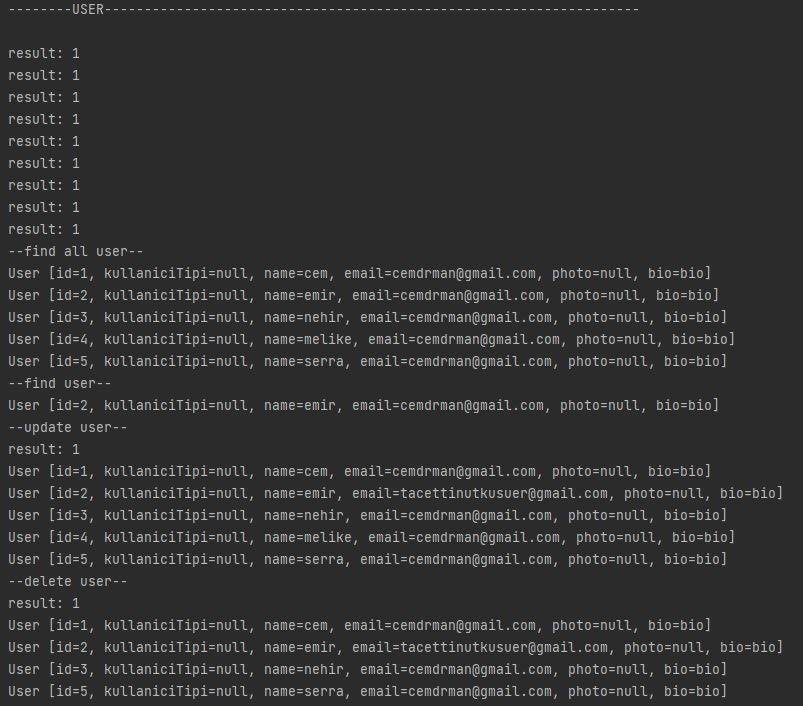 --------USER-------------------------------------------------------------------
result: 1
result: 1
result: 1
result: 1
result: 1
result: 1
result: 1
result: 1
result: 1
--find all user--
User [id=1, kullaniciTipi=null, name=cem, email=cemdrman@gmail.com, photo=null, bio=bio]
User [id=2, kullaniciTipi=null, name=emir, email=cemdrman@gmail.com, photo=null, bio=bio]
User [id=3, kullaniciTipi=null, name=nehir, email=cemdrman@gmail.com, photo=null, bio=bio]
User [id=4, kullaniciTipi=null, name=melike, email=cemdrman@gmail.com, photo=null, bio=bio]
User [id=5, kullaniciTipi=null, name=serra, email=cemdrman@gmail.com, photo=null, bio=bio]
--find user--
User [id=2, kullaniciTipi=null, name=emir, email=cemdrman@gmail.com, photo=null, bio=bio]
--update user--
result: 1
User [id=1, kullaniciTipi=null, name=cem, email=cemdrman@gmail.com, photo=null, bio=bio]
User [id=2, kullaniciTipi=null, name=emir, email=tacettinutkusuer@gmail.com, photo=null, bio=bio]
User [id=3, kullaniciTipi=null, name=nehir, email=cemdrman@gmail.com, photo=null, bio=bio]
User [id=4, kullaniciTipi=null, name=melike, email=cemdrman@gmail.com, photo=null, bio=bio]
User [id=5, kullaniciTipi=null, name=serra, email=cemdrman@gmail.com, photo=null, bio=bio]
--delete user--
result: 1
User [id=1, kullaniciTipi=null, name=cem, email=cemdrman@gmail.com, photo=null, bio=bio]
User [id=2, kullaniciTipi=null, name=emir, email=tacettinutkusuer@gmail.com, photo=null, bio=bio]
User [id=3, kullaniciTipi=null, name=nehir, email=cemdrman@gmail.com, photo=null, bio=bio]
User [id=5, kullaniciTipi=null, name=serra, email=cemdrman@gmail.com, photo=null, bio=bio]